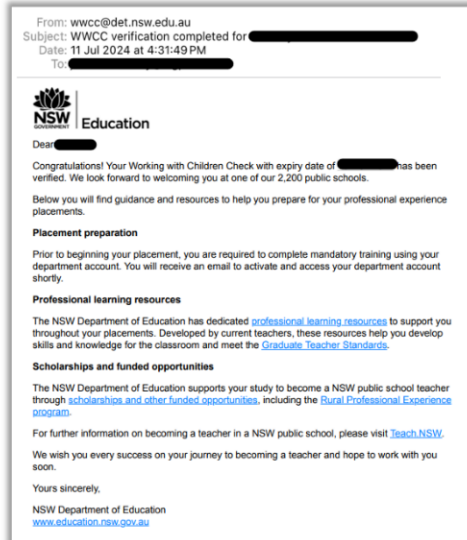 From: wwcc@det.nsw.edu.au
Subject: WWCC verification completed for
Date: 11 Jul 2024 at 4:31:49 PM
To:
NSW
GOVERNMENT
Education
Dear
Congratulations! Your Working with Children Check with expiry date of has been
verified. We look forward to welcoming you at one of our 2,200 public schools.
Below you will find guidance and resources to help you prepare for your professional experience
placements.
Placement preparation
Prior to beginning your placement, you are required to complete mandatory training using your
department account. You will receive an email to activate and access your department account
shortly.
Professional learning resources
The NSW Department of Education has dedicated professional learning resources to support you
throughout your placements. Developed by current teachers, these resources help you develop
skills and knowledge for the classroom and meet the Graduate Teacher Standards.
Scholarships and funded opportunities
The NSW Department of Education supports your study to become a NSW public school teacher
through scholarships and other funded opportunities, including the Rural Professional Experience
program.
For further information on becoming a teacher in a NSW public school, please visit Teach.NSW.
We wish you every success on your journey to becoming a teacher and hope to work with you
soon.
Yours sincerely,
NSW Department of Education
www.education.nsw.gov.au